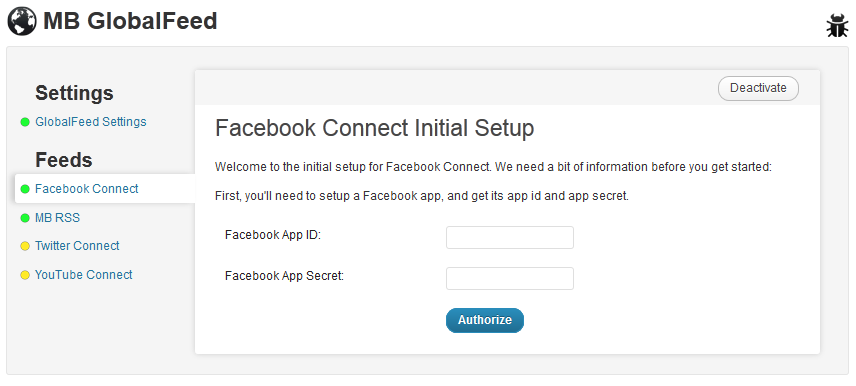 MB GlobalFeed
Settings
GlobalFeed Settings
Feeds
Facebook Connect
MB RSS
Twitter Connect
YouTube Connect
Deactivate
Facebook Connect Initial Setup
Welcome to the initial setup for Facebook Connect. We need a bit of information before you get started:
First, you'll need to setup a Facebook app, and get its app id and app secret.
Facebook App ID:
Facebook App Secret:
Authorize